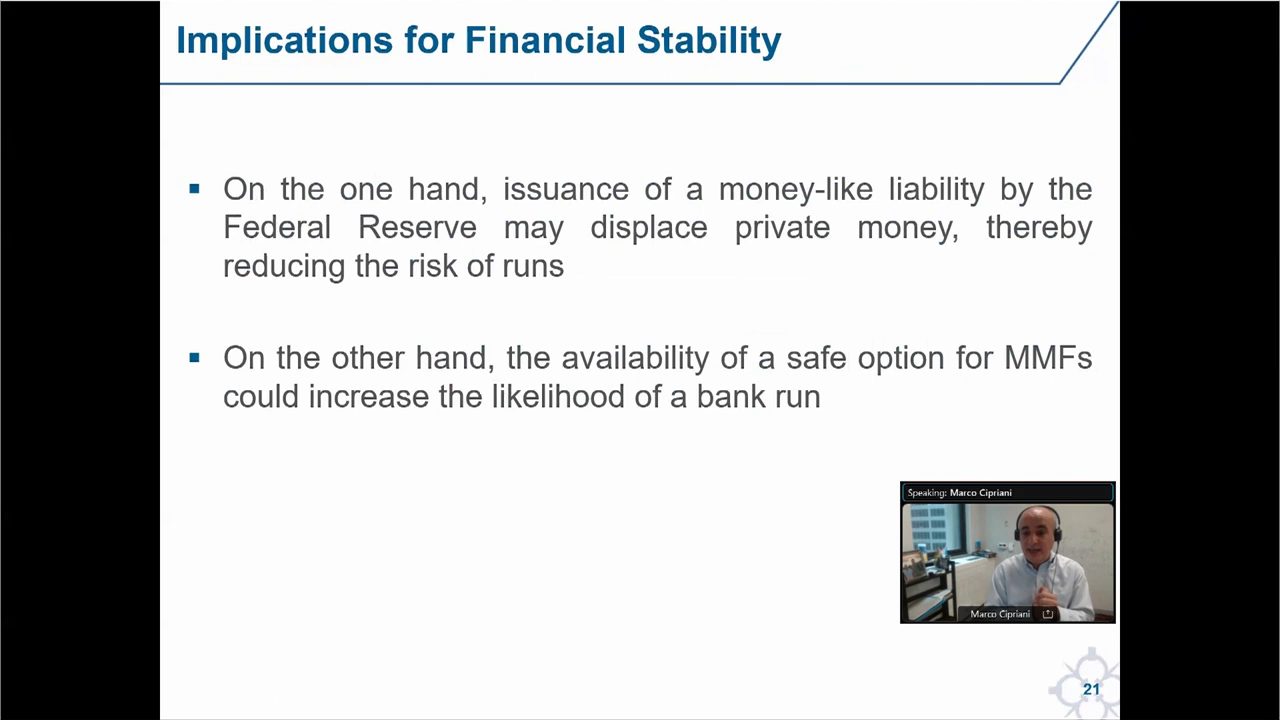 Implications for Financial Stability
On the one hand, issuance of a money-like liability by the
Federal Reserve may displace private money, thereby
reducing the risk of runs
On the other hand, the availability of a safe option for MMFs
could increase the likelihood of a bank run
Speaking: Marco Cipriani
Marco Cipriani
21